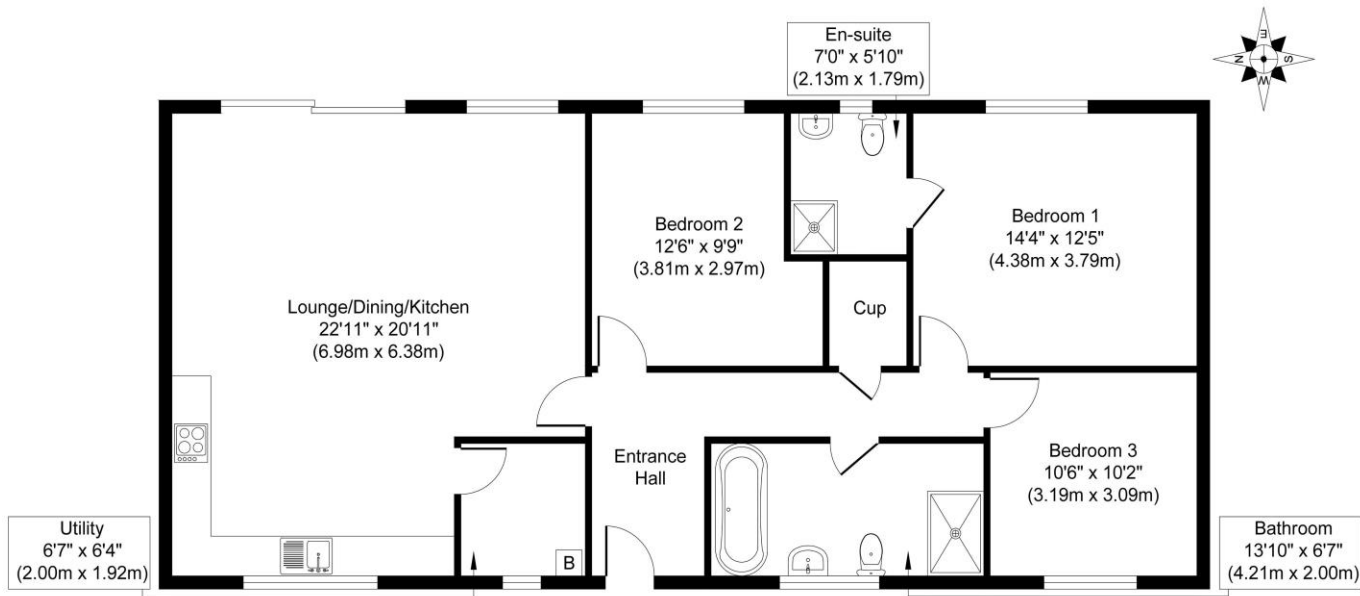 En-suite
7'0" x 5'10"
(2.13m x 1.79m)
E
N
S
W
Bedroom 2
12'6" x 9'9"
(3.81m x 2.97m)
Bedroom 1
14'4" x 12'5"
(4.38m x 3.79m)
Lounge/Dining/Kitchen
22'11" x 20'11"
(6.98m x 6.38m)
Cup
Entrance
Hall
Bedroom 3
10'6" x 10'2"
(3.19m x 3.09m)
Utility
6'7" x 6'4"
(2.00m x 1.92m)
B
Bathroom
13'10" x 6'7"
(4.21m x 2.00m)